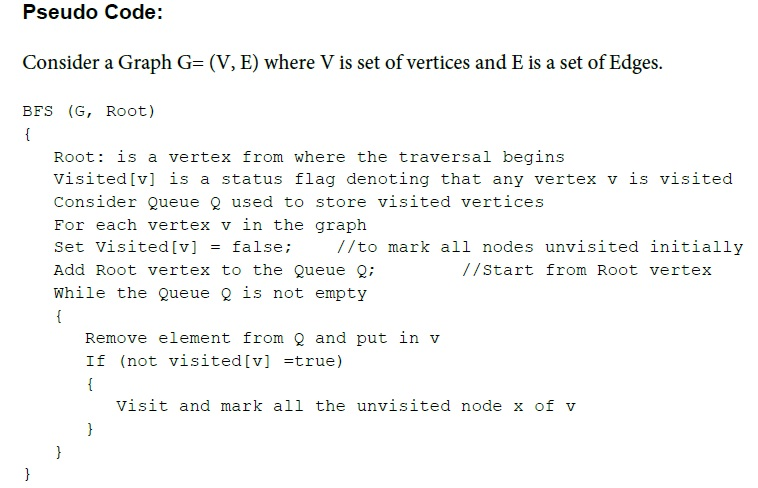 Pseudo Code:
Consider a Graph G= (V, E) where V is set of vertices and E is a set of Edges.
BFS (G, Root)
{
Root: is a vertex from where the traversal begins
Visited[v] is a status flag denoting that any vertex v is visited
Consider Queue Q used to store visited vertices
For each vertex v in the graph
Set Visited[v] = false; //to mark all nodes unvisited initially
Add Root vertex to the Queue Q; //Start from Root vertex
While the Queue Q is not empty
{
Remove element from Q and put in v
If (not visited[v] =true)
{
Visit and mark all the unvisited node x of v
}
}
}